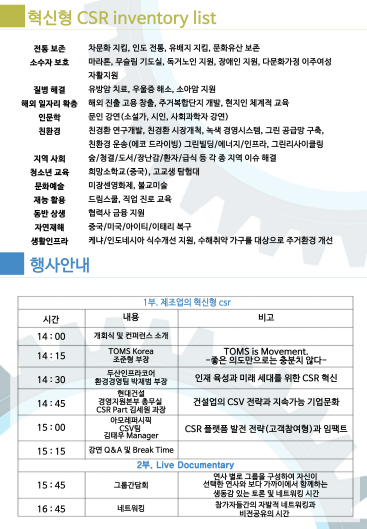 혁신형 CSR inventory list
전통 보존 차문화 지킴, 인도 전통, 유배지 지킴, 문화유산 보존
소수자 보호 마라톤, 무슬림 기도실, 독거노인 지원, 장애인 지원, 다문화가정 이주여성
자활지원
질병 해결 유방암 치료, 우울증 해소, 소아암 지원
해외 일자리 확충 해외 진출 고용 창출, 주거복합단지 개발, 현지인 체계적 교육
인문학 문인 강연(소설가, 시인, 사회과학자 강연)
친환경 친경환 연구개발, 친경환 시장개척, 녹색 경영시스템, 그린 공급망 구축,
친환경 운송(에코 드라이빙) 그린빌딩/에너지/인프라, 그린리사이클링
지역 사회 숲/청결/도서/장난감/환자/급식 등 각 종 지역 이슈 해결
청소년 교육 희망소학교(중국), 고교생 탐험대
문화예술 미장센영화제, 불교미술
재능 활용 드림스쿨, 직업 진로 교육
동반 상생 협력사 금융 지원
자연재해 중국/미국/아이티/이태리 복구
생활인프라 케냐/인도네시아 식수개선 지원, 수해취약 가구를 대상으로 주거환경 개선
행사안내
1부. 제조업의 혁신형 csr
시간 내용 비고
14 : 00 개회식 및 컨퍼런스 소개
14 : 15 TOMS Korea
조준형 부장
TOMS is Movement.
-좋은 의도만으로는 충분치 않다-
14 : 30 두산인프라코어
환경경영팀 박재범 부장
인재 육성과 미래 세대를 위한 CSR 혁신
14 : 45 현대건설
경영지원본부 총무실
CSR Part 김세원 과장
건설업의 CSV 전략과 지속가능 기업문화
15 : 00 아모레퍼시픽
CSV팀
김태우 Manager
CSR 플랫폼 발전 전략(고객참여형)과 임팩트
15 : 15 강연 Q&A 및 Break Time
2부. Live Documentary
15 : 45 그룹간담회
연사 별로 그룹을 구성하여 자신이
선택한 연사와 보다 가까이에서 함께하는
생동감 있는 토론 및 네트워킹 시간
16 : 45 네트워킹
참가자들간의 자발적 네트워크과
비전공유의 시간